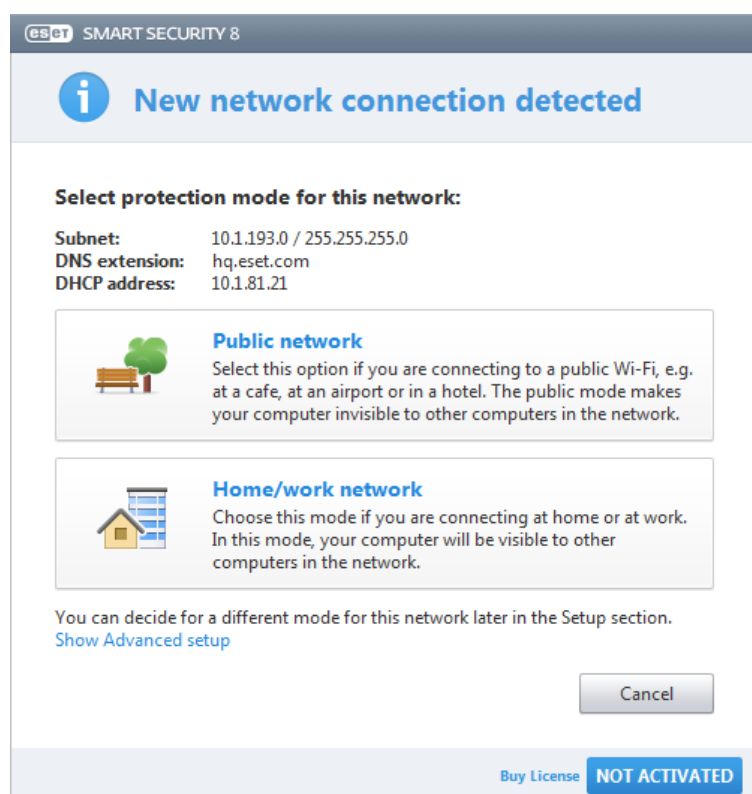 eset SMART SECURITY 8
i New network connection detected
Select protection mode for this network:
Subnet: 10.1.193.0 / 255.255.255.0
DNS extension: hq.eset.com
DHCP address: 10.1.81.21
Public network
Select this option if you are connecting to a public Wi-Fi, e.g.
at a cafe, at an airport or in a hotel. The public mode makes
your computer invisible to other computers in the network.
Home/work network
Choose this mode if you are connecting at home or at work.
In this mode, your computer will be visible to other
computers in the network.
You can decide for a different mode for this network later in the Setup section.
Show Advanced setup
Cancel
Buy License NOT ACTIVATED